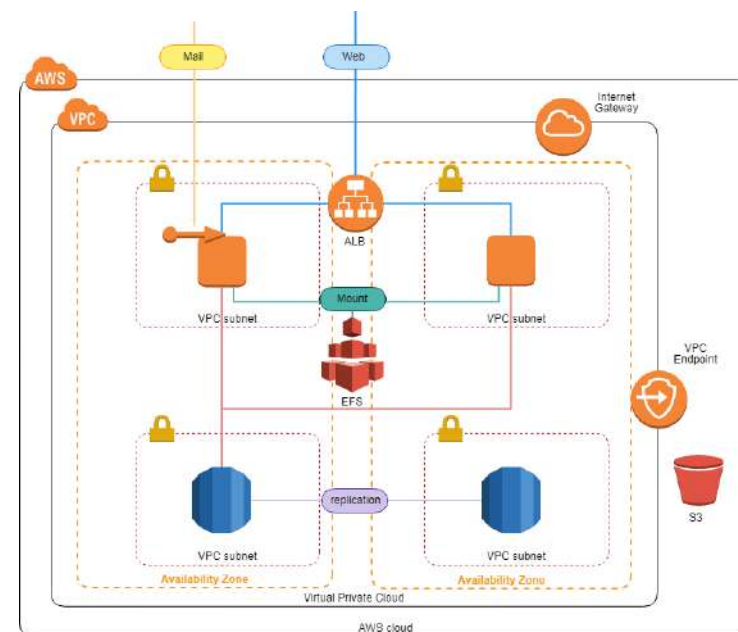 Mail
Web
AWS
Internet
Gateway
VPC
ALB
Mount
VPC subnet
VPC subnet
EFS
VPC
Endpoint
replication
S3
VPC subnet
VPC subnet
Availability Zone
Availability Zone
Virtual Private Cloud
AWS cloud